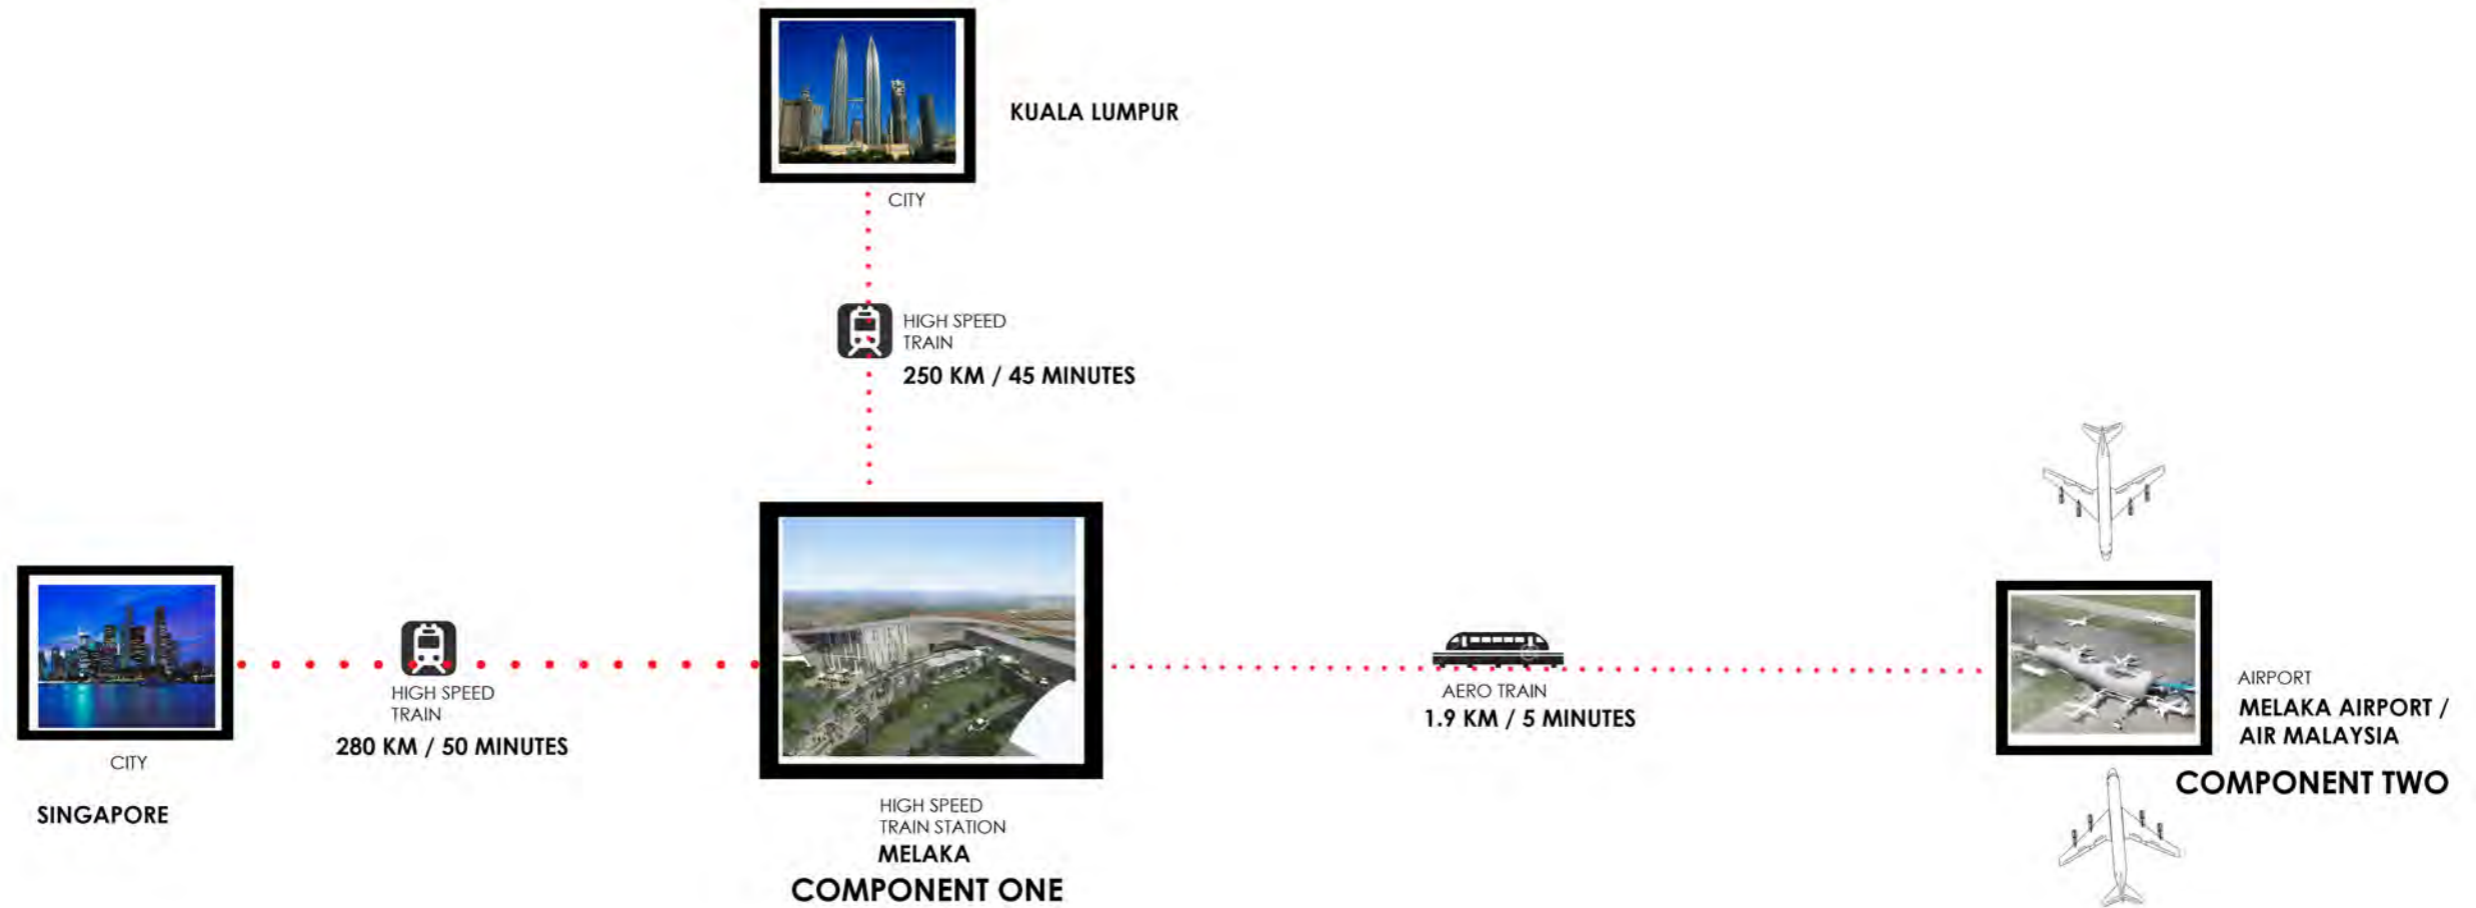 KUALA LUMPUR
CITY
HIGH SPEED
TRAIN
250 KM / 45 MINUTES
HIGH SPEED
TRAIN
280 KM / 50 MINUTES
CITY
SINGAPORE
HIGH SPEED
TRAIN STATION
MELAKA
COMPONENT ONE
AERO TRAIN
1.9 KM / 5 MINUTES
AIRPORT
MELAKA AIRPORT /
AIR MALAYSIA
COMPONENT TWO